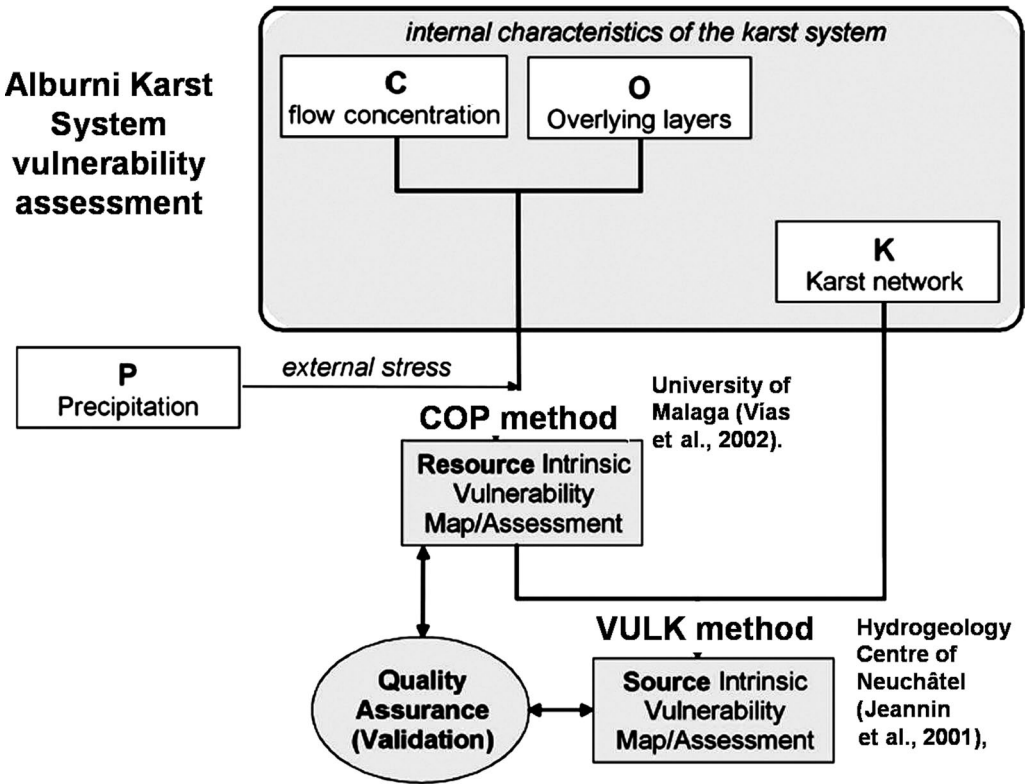 internal characteristics of the karst system
Alburni Karst
System
vulnerability
assessment
C
flow concentration
O
Overlying layers
K
Karst network
P
Precipitation
external stress
University of
Malaga (Vías
et al., 2002).
COP method
Resource Intrinsic
Vulnerability
Map/Assessment
VULK method
Hydrogeology
Centre of
Neuchâtel
(Jeannin
et al., 2001),
Quality
Assurance
(Validation)
Source Intrinsic
Vulnerability
Map/Assessment